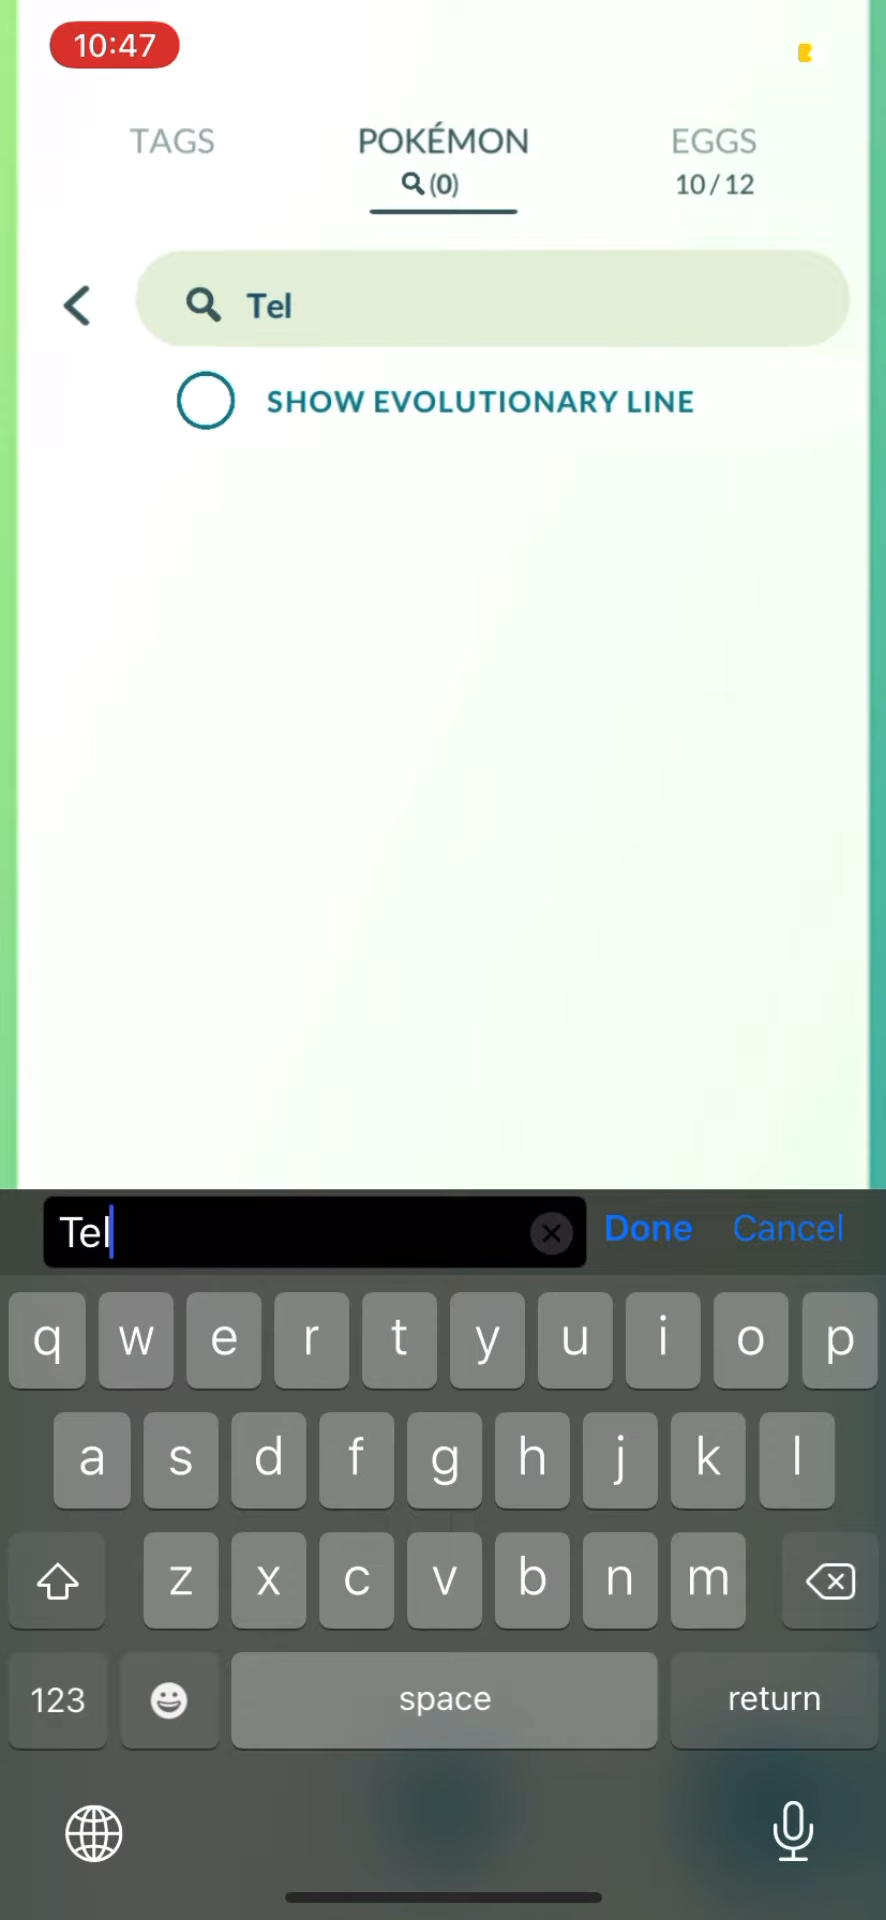 10:47
TAGS
POKÉMON
EGGS
(0)
10/12
Tel
SHOW EVOLUTIONARY LINE
Tel
Done
Cancel
q w e r t y u i o p
a s d f g h j k l
z x c v b n m
123
space
return